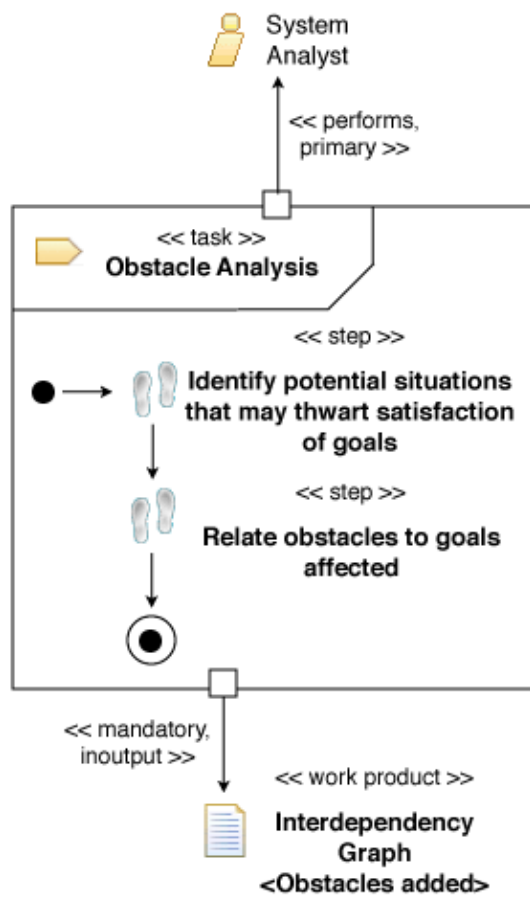 System
Analyst
<< performs,
primary >>
<< task >>
Obstacle Analysis
<< step >>
Identify potential situations
that may thwart satisfaction
of goals
<< step >>
Relate obstacles to goals
affected
<< mandatory,
inoutput >>
<< work product >>
Interdependency
Graph
<Obstacles added>